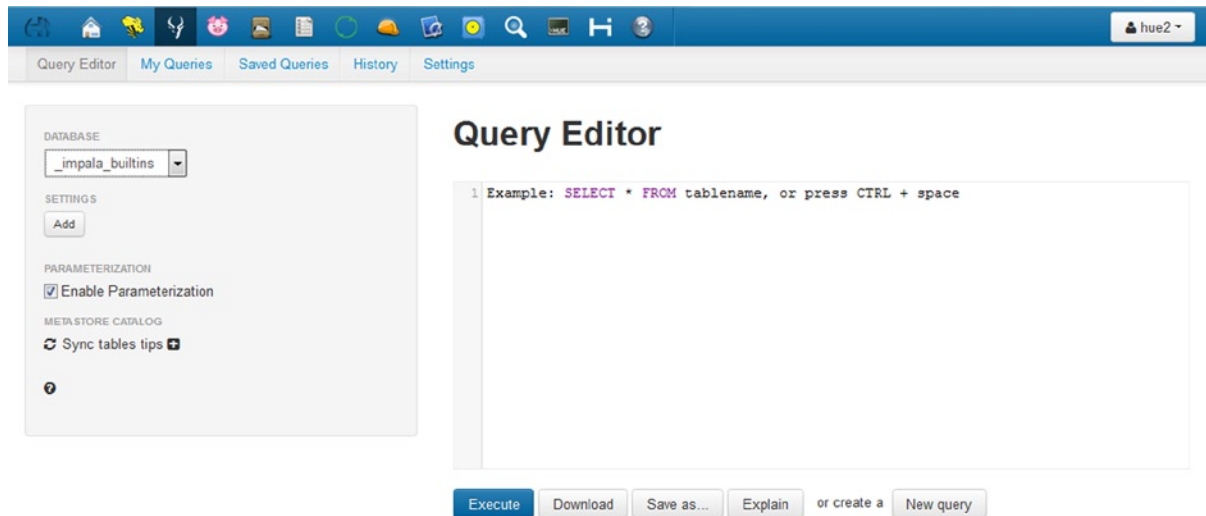 hue2
Query Editor My Queries Saved Queries History Settings
DATABASE
_impala_builtins
SETTINGS
Add
PARAMETERIZATION
Enable Parameterization
METASTORE CATALOG
Sync tables tips
Query Editor
1 Example: SELECT * FROM tablename, or press CTRL + space
Execute Download Save as... Explain or create a New query